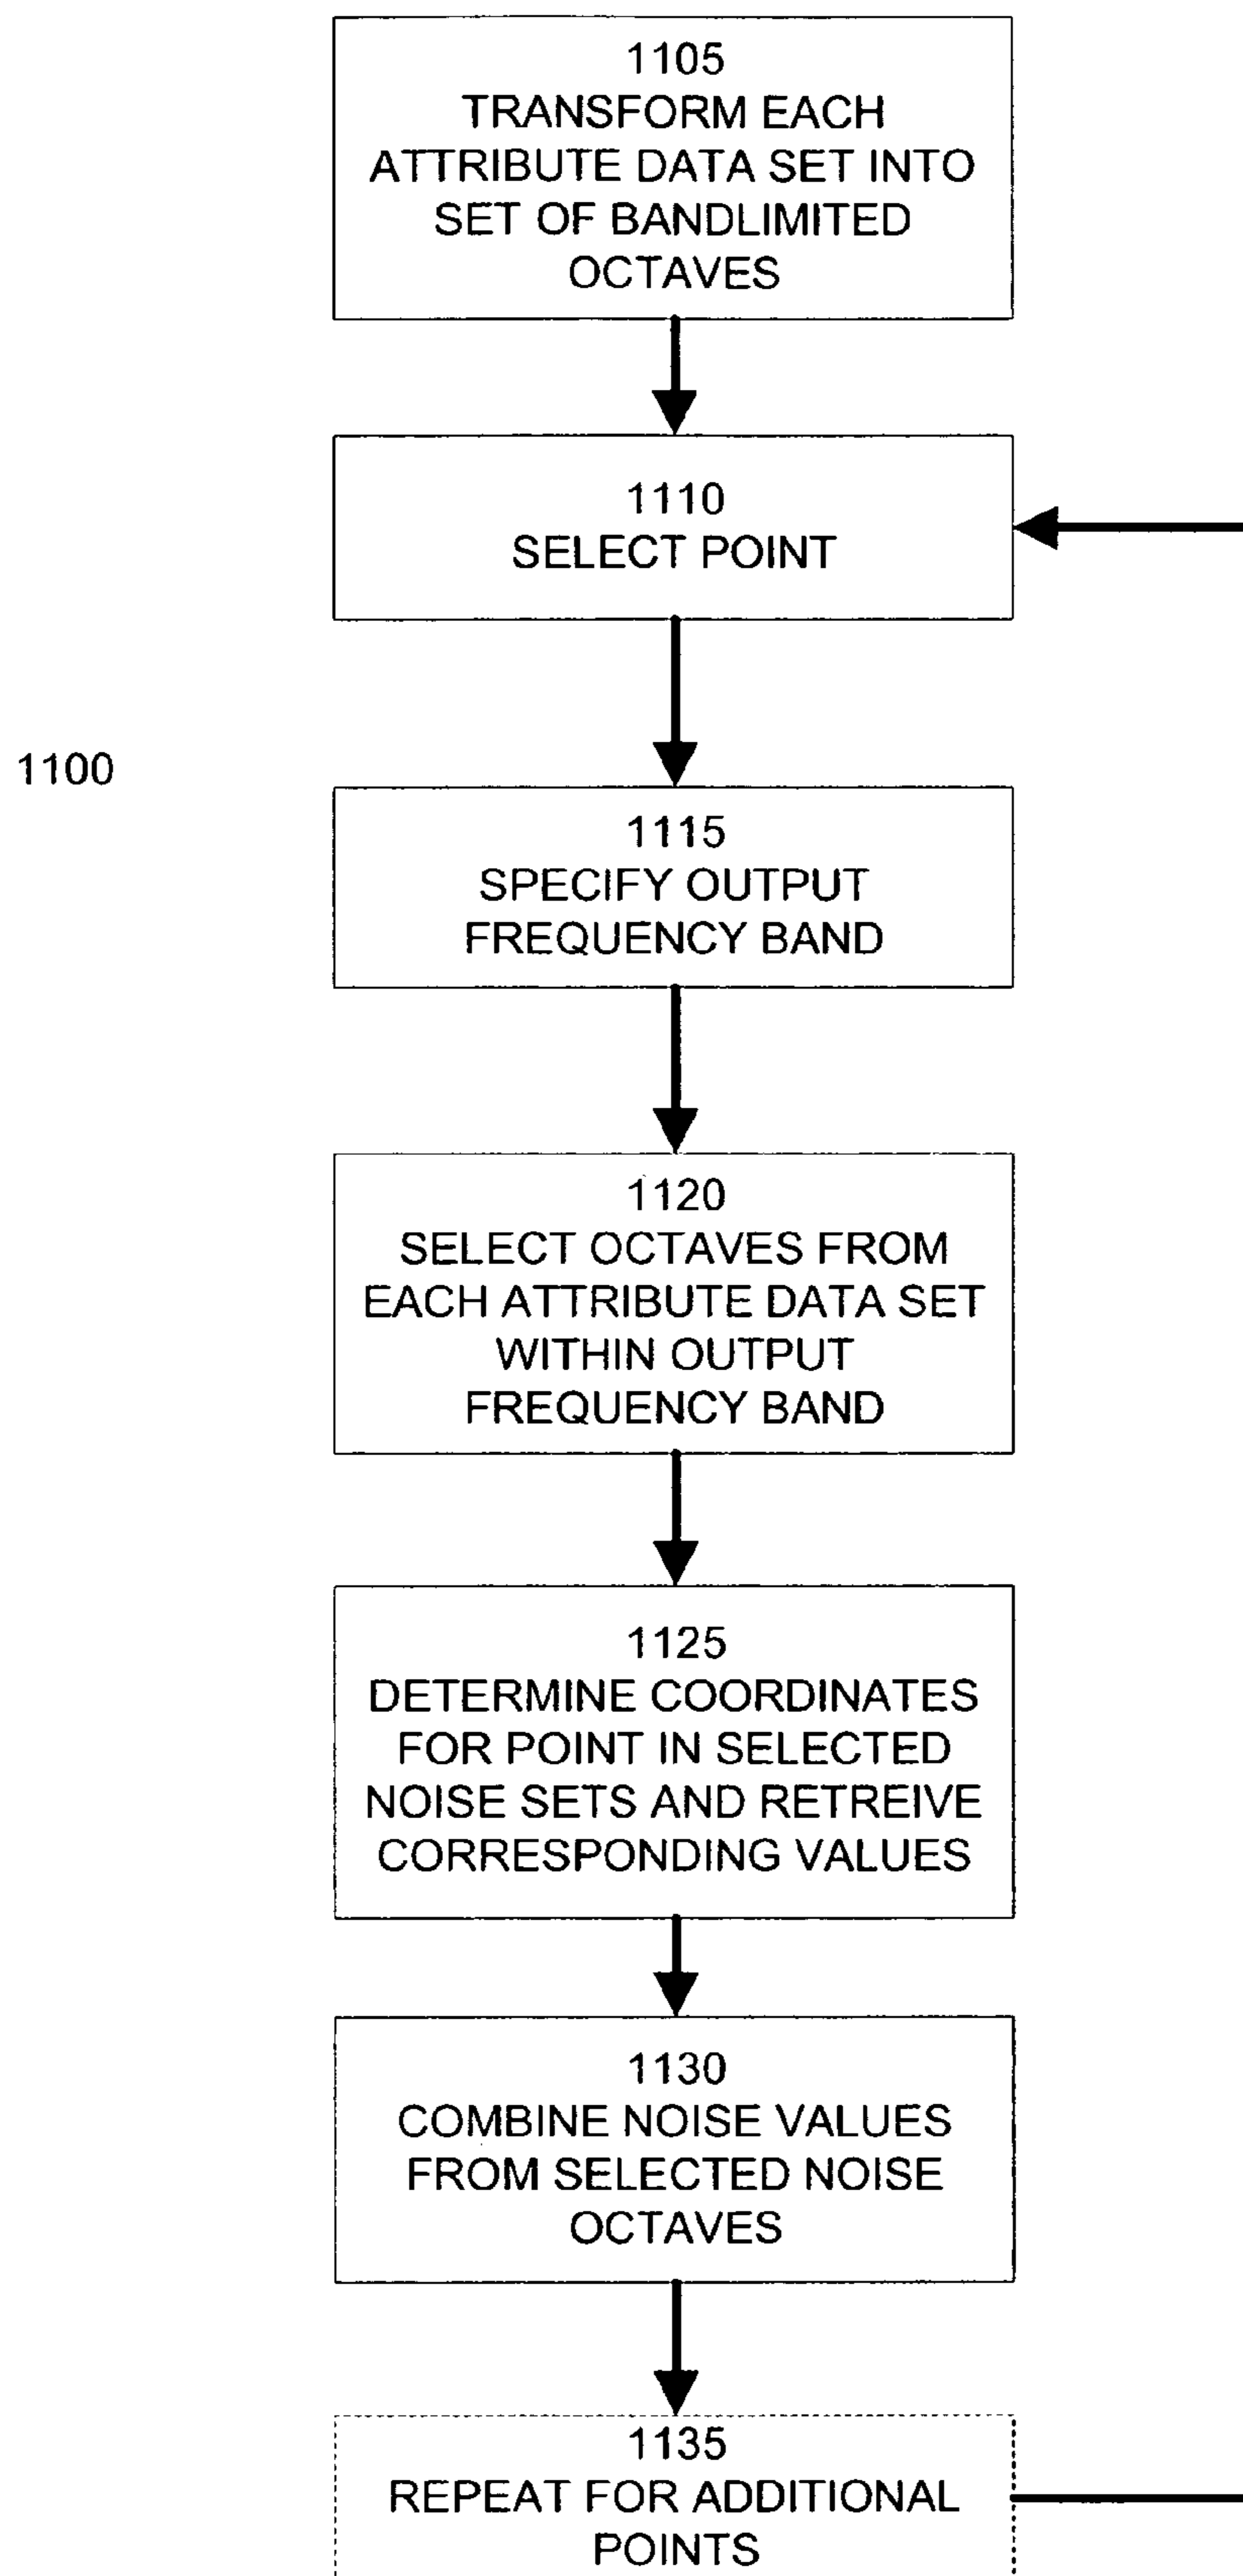 1105
TRANSFORM EACH
ATTRIBUTE DATA SET INTO
SET OF BANDLIMITED
OCTAVES
1110
SELECT POINT
1100
1115
SPECIFY OUTPUT
FREQUENCY BAND
1120
SELECT OCTAVES FROM
EACH ATTRIBUTE DATA SET
WITHIN OUTPUT
FREQUENCY BAND
1125
DETERMINE COORDINATES
FOR POINT IN SELECTED
NOISE SETS AND RETREIVE
CORRESPONDING VALUES
1130
COMBINE NOISE VALUES
FROM SELECTED NOISE
OCTAVES
1135
REPEAT FOR ADDITIONAL
POINTS